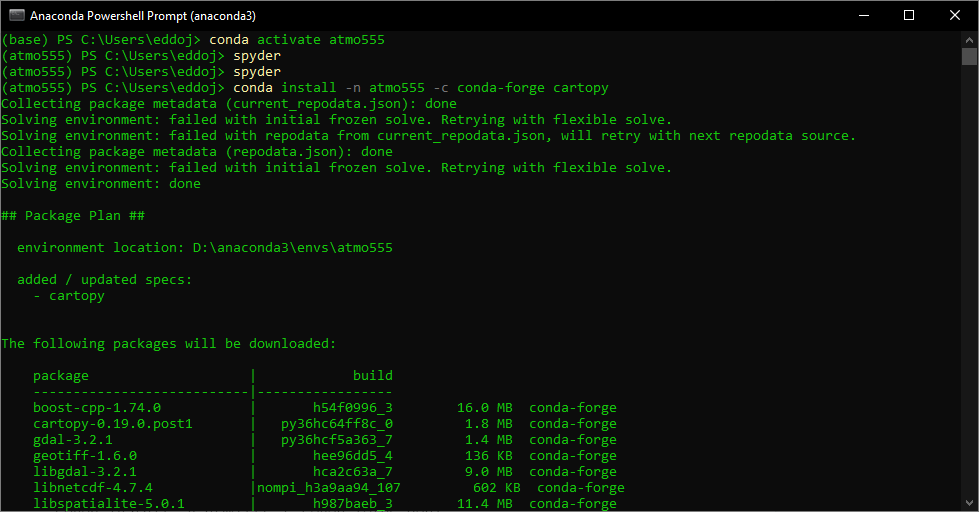 Anaconda Powershell Prompt (anaconda3)
(base) PS C:\Users\eddoj> conda activate atmo555
(atmo555) PS C:\Users\eddoj> spyder
(atmo555) PS C:\Users\eddoj> spyder
(atmo555) PS C:\Users\eddoj> conda install -n atmo555 -c conda-forge cartopy
Collecting package metadata (current_repodata.json): done
Solving environment: failed with initial frozen solve. Retrying with flexible solve.
Solving environment: failed with repodata from current_repodata.json, will retry with next repodata source.
Collecting package metadata (repodata.json): done
Solving environment: failed with initial frozen solve. Retrying with flexible solve.
Solving environment: done
## Package Plan ##
  environment location: D:\anaconda3\envs\atmo555
  added / updated specs:
    - cartopy
The following packages will be downloaded:
    package                    |            build
    ---------------------------|-----------------
    boost-cpp-1.74.0           |       h54f0996_3        16.0 MB  conda-forge
    cartopy-0.19.0.post1       |   py36hc64ff8c_0         1.8 MB  conda-forge
    gdal-3.2.1                 |   py36hcf5a363_7         1.4 MB  conda-forge
    geotiff-1.6.0              |       hee96dd5_4         136 KB  conda-forge
    libgdal-3.2.1              |       hca2c63a_7         9.0 MB  conda-forge
    libnetcdf-4.7.4            |nompi_h3a9aa94_107         602 KB  conda-forge
    libspatialite-5.0.1        |       h987baeb_3        11.4 MB  conda-forge